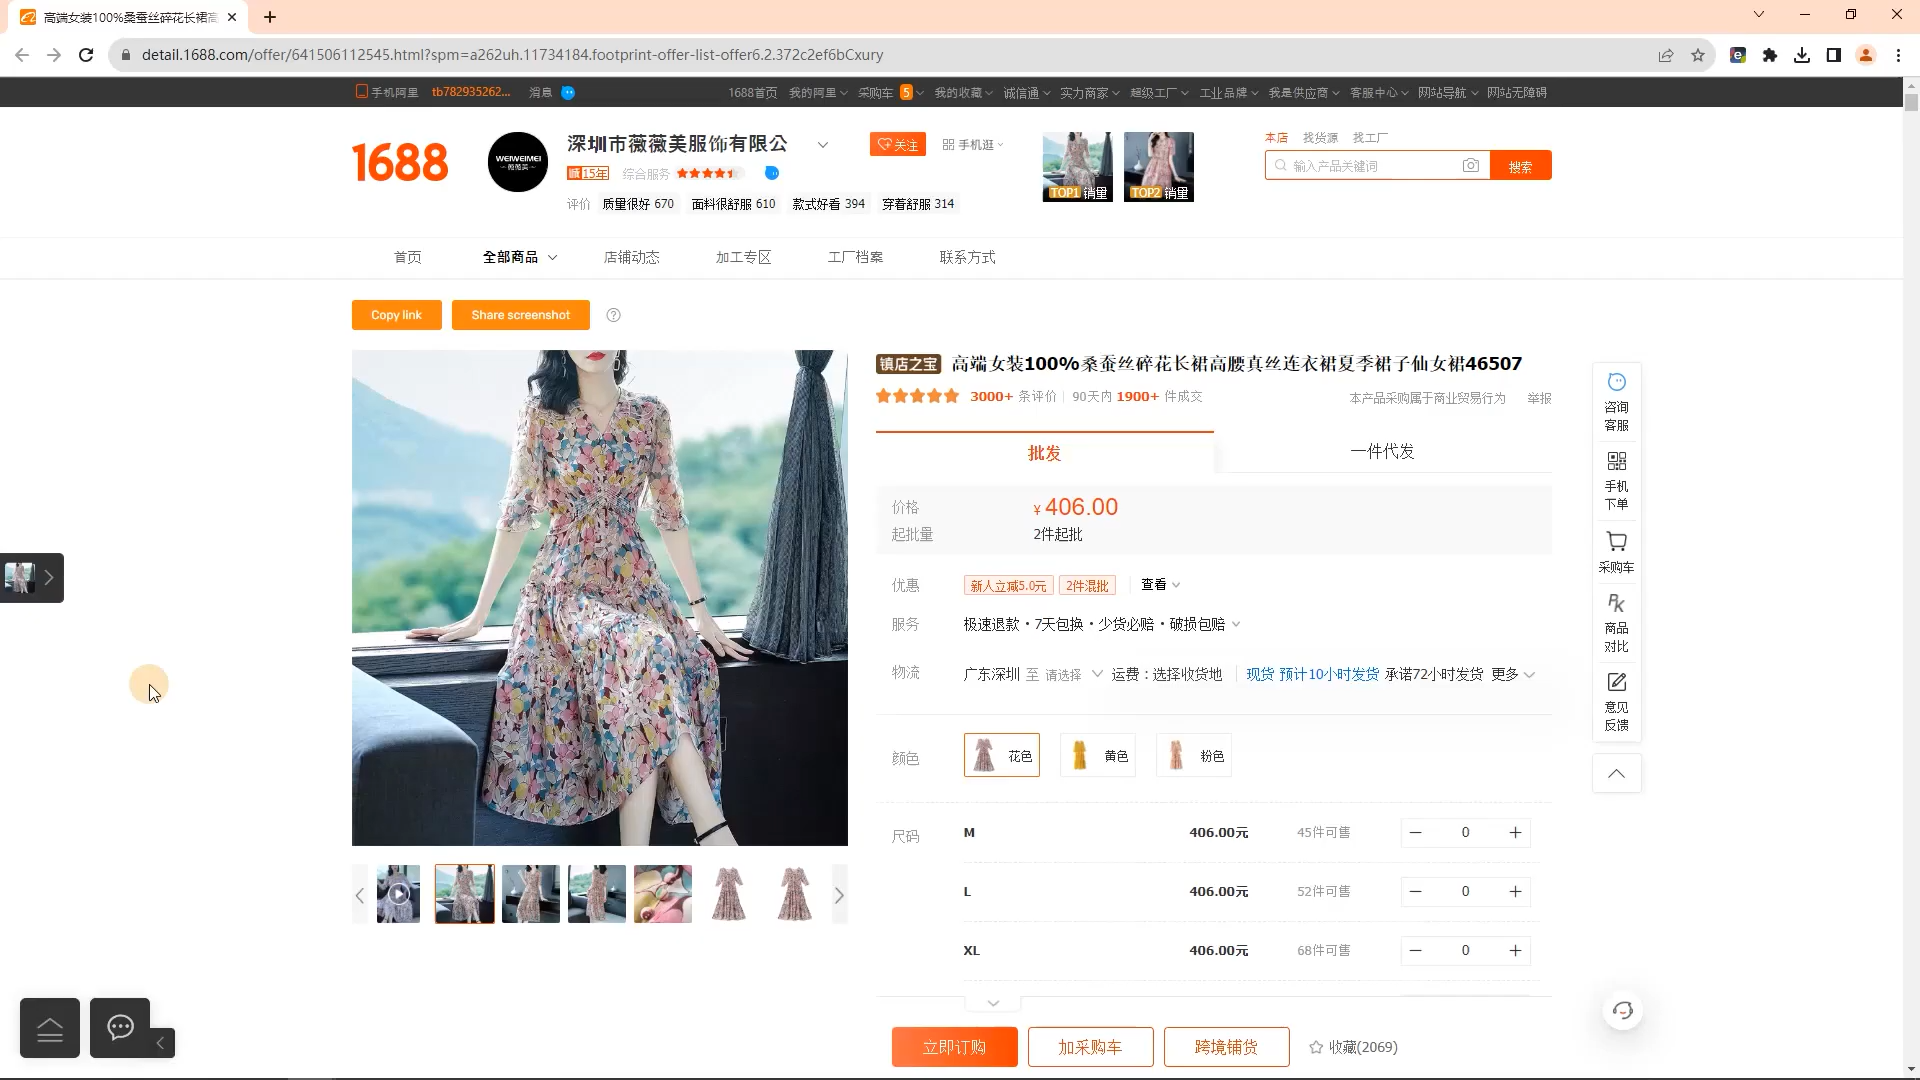 高端女装100%桑蚕丝碎花长裙高
detail.1688.com/offer/641506112545.html?spm=a262uh.11734184.footprint-offer-list-offer6.2.372c2ef6bCxury
手机阿里 tb782935262... 消息 1688首页 我的阿里 采购车 5 我的收藏 诚信通 实力商家 超级工厂 工业品牌 我是供应商 客服中心 网站导航 网站无障碍
1688
WEIWEIMEI
薇薇美
深圳市薇薇美服饰有限公
关注 手机逛
15年 综合服务
评价 质量很好 670 面料很舒服 610 款式好看 394 穿着舒服 314
TOP1 销量 TOP2 销量
本店 找货源 找工厂
输入产品关键词 搜索
首页 全部商品 店铺动态 加工专区 工厂档案 联系方式
Copy link Share screenshot
镇店之宝 高端女装100%桑蚕丝碎花长裙高腰真丝连衣裙夏季裙子仙女裙46507
3000+ 条评价 90天内 1900+ 件成交 本产品采购属于商业贸易行为 举报
批发 一件代发
价格 ¥ 406.00
起批量 2件起批
优惠 新人立减5.0元 2件混批 查看
服务 极速退款·7天包换·少货必赔·破损包赔
物流 广东深圳 至 请选择 运费：选择收货地 现货 预计10小时发货 承诺72小时发货 更多
颜色 花色 黄色 粉色
尺码 M 406.00元 45件可售 0
L 406.00元 52件可售 0
XL 406.00元 68件可售 0
立即订购 加采购车 跨境铺货 收藏(2069)
咨询
客服
手机
下单
采购车
PK
商品
对比
意见
反馈